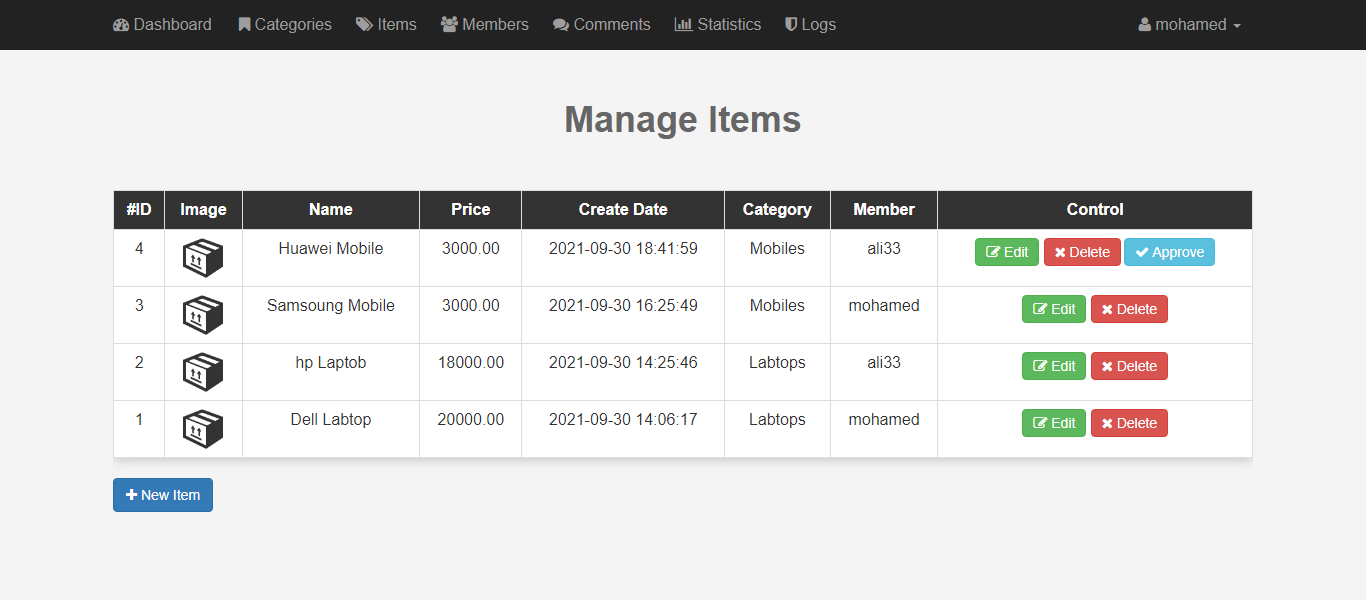 Dashboard Categories Items Members Comments Statistics Logs mohamed
Manage Items
#ID Image Name Price Create Date Category Member Control
4 Huawei Mobile 3000.00 2021-09-30 18:41:59 Mobiles ali33 Edit Delete Approve
3 Samsoung Mobile 3000.00 2021-09-30 16:25:49 Mobiles mohamed Edit Delete
2 hp Laptob 18000.00 2021-09-30 14:25:46 Labtops ali33 Edit Delete
1 Dell Labtop 20000.00 2021-09-30 14:06:17 Labtops mohamed Edit Delete
New Item